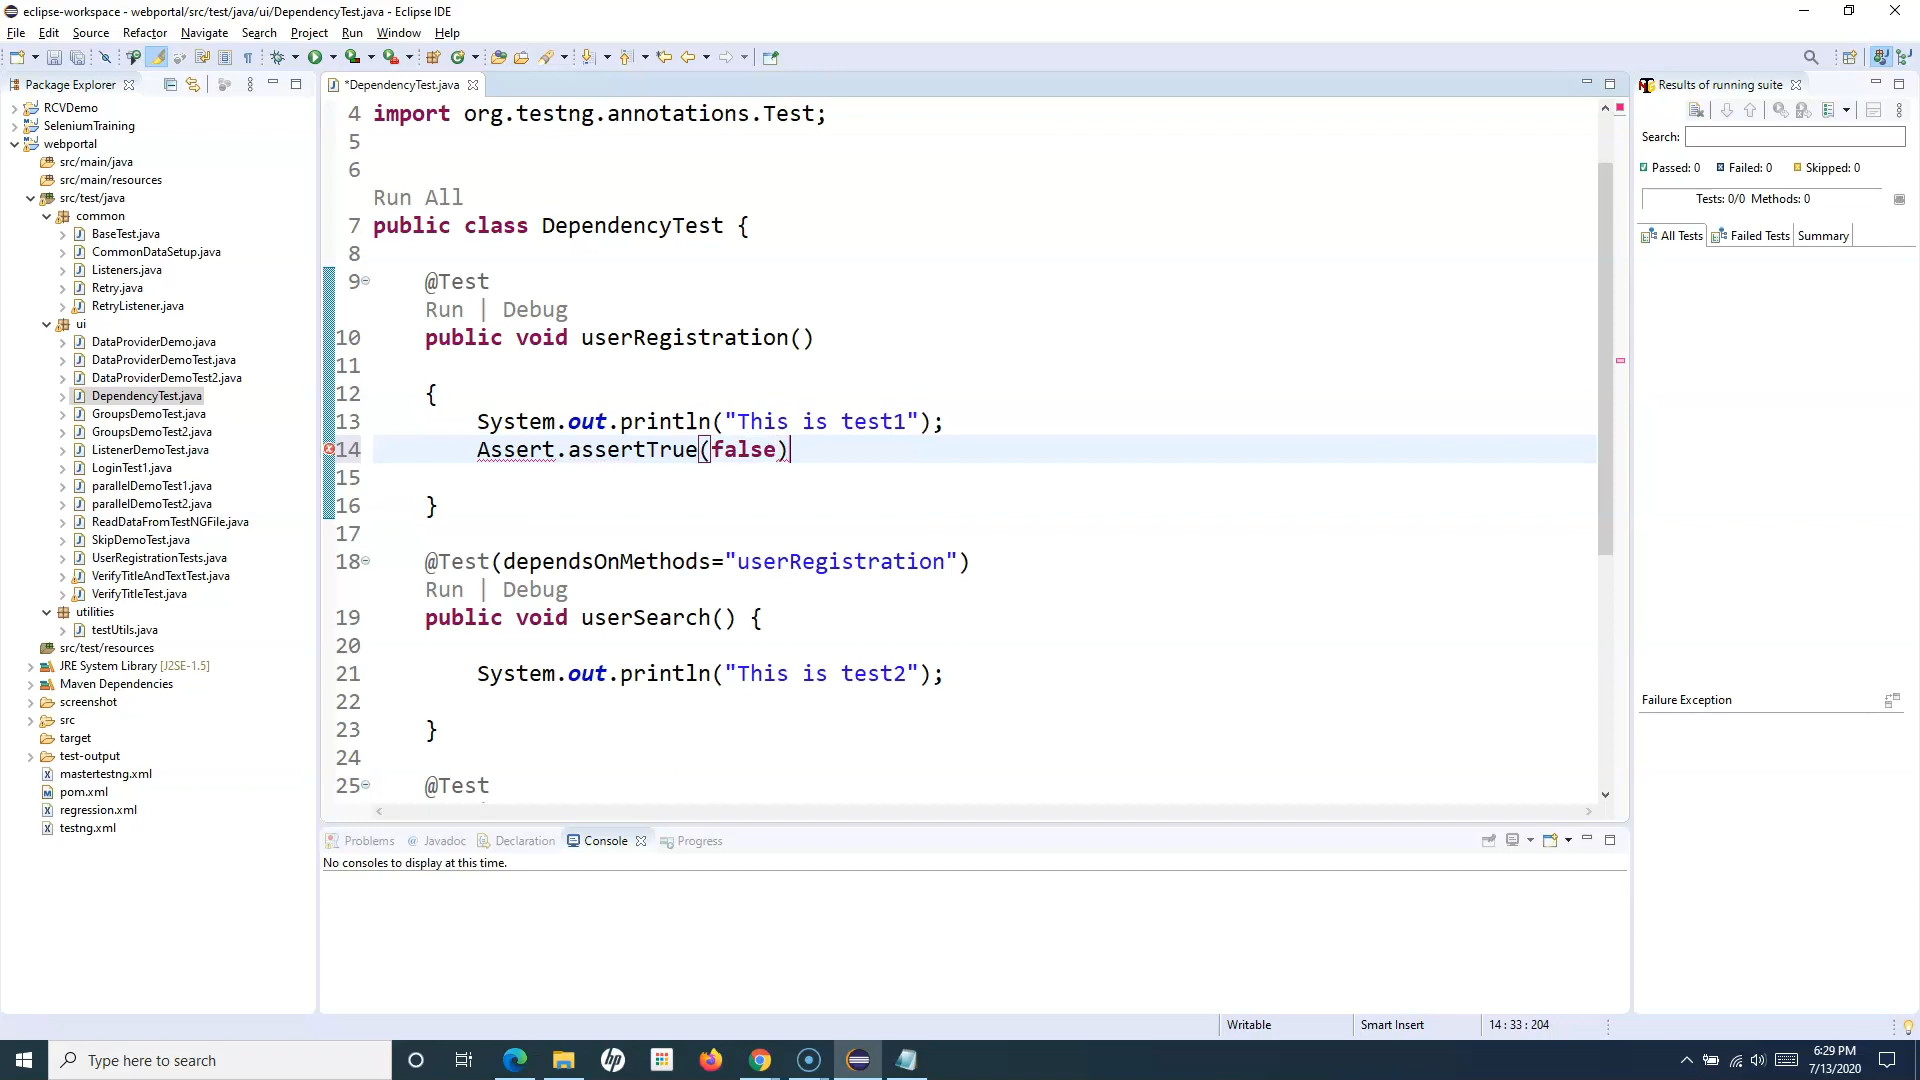 eclipse-workspace - webportal/src/test/java/ui/DependencyTest.java - Eclipse IDE
File Edit Source Refactor Navigate Search Project Run Window Help
Package Explorer
RCVDemo
SeleniumTraining
webportal
src/main/java
src/main/resources
src/test/java
common
BaseTest.java
CommonDataSetup.java
Listeners.java
Retry.java
RetryListener.java
ui
DataProviderDemo.java
DataProviderDemoTest.java
DataProviderDemoTest2.java
DependencyTest.java
GroupsDemoTest.java
GroupsDemoTest2.java
ListenerDemoTest.java
LoginTest1.java
parallelDemoTest1.java
parallelDemoTest2.java
ReadDataFromTestNGFile.java
SkipDemoTest.java
UserRegistrationTests.java
VerifyTitleAndTextTest.java
VerifyTitleTest.java
utilities
testUtils.java
src/test/resources
JRE System Library [J2SE-1.5]
Maven Dependencies
screenshot
src
target
test-output
mastertestng.xml
pom.xml
regression.xml
testng.xml
*DependencyTest.java
4 import org.testng.annotations.Test;
5
6
Run All
7 public class DependencyTest {
8
9 @Test
Run | Debug
10 public void userRegistration()
11
12 {
13 System.out.println("This is test1");
14 Assert.assertTrue(false)
15
16 }
17
18 @Test(dependsOnMethods="userRegistration")
Run | Debug
19 public void userSearch() {
20
21 System.out.println("This is test2");
22
23 }
24
25 @Test
Problems Javadoc Declaration Console Progress
No consoles to display at this time.
Results of running suite
Search:
Passed: 0 Failed: 0 Skipped: 0
Tests: 0/0 Methods: 0
All Tests Failed Tests Summary
Failure Exception
Writable Smart Insert 14 : 33 : 204
Type here to search
hp
6:29 PM
7/13/2020